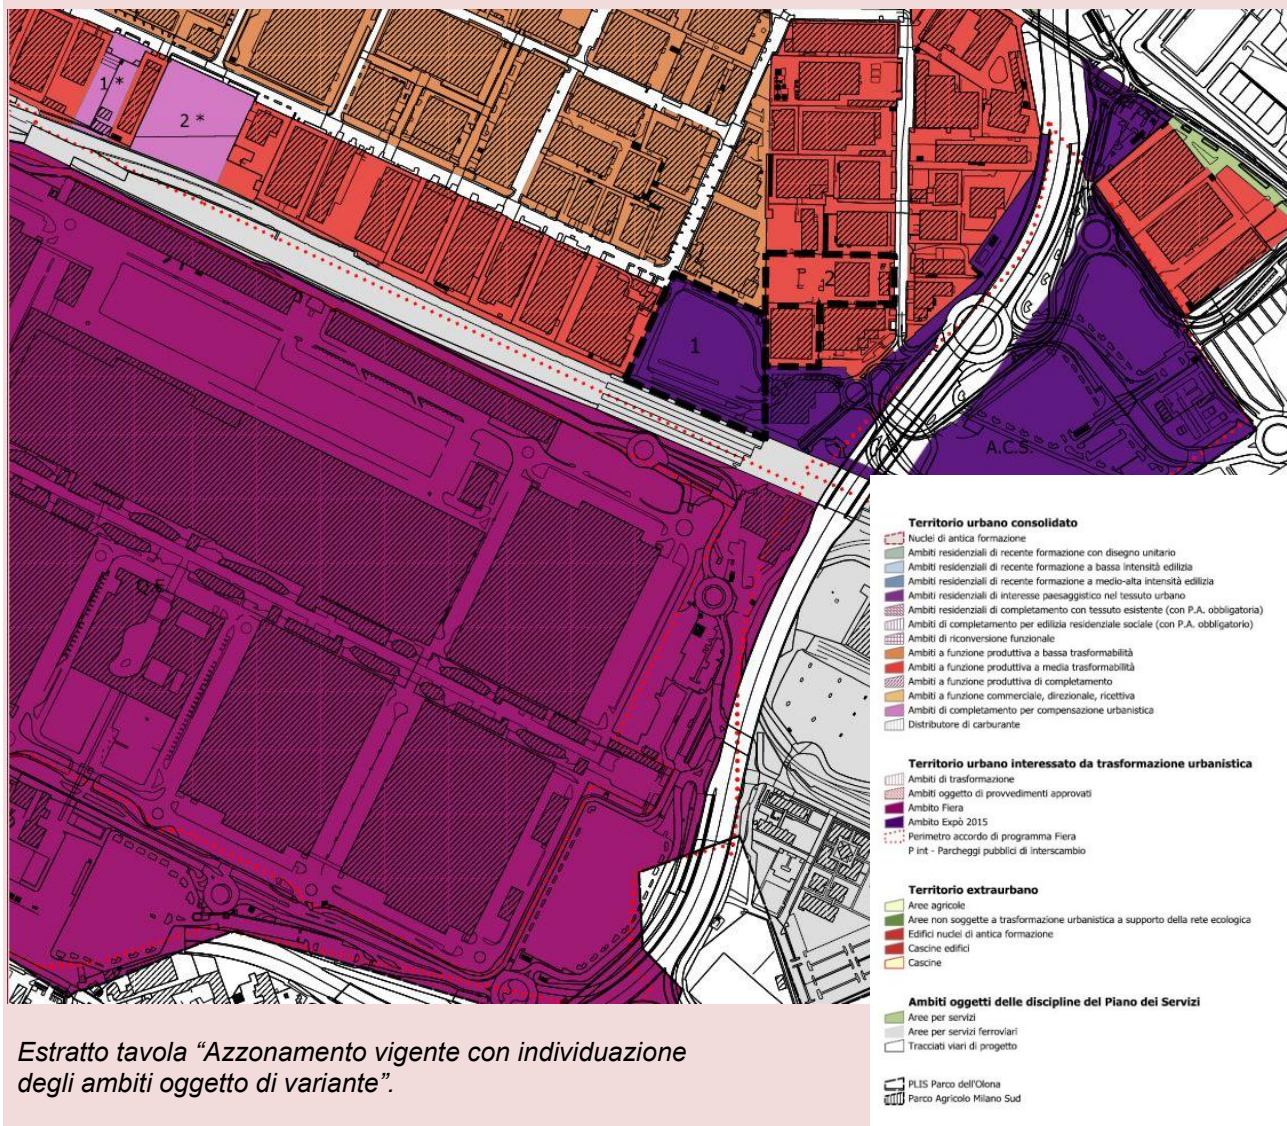 1 *
2 *
2
1
A.C.S.
Territorio urbano consolidato
Nuclei di antica formazione
Ambiti residenziali di recente formazione con disegno unitario
Ambiti residenziali di recente formazione a bassa intensità edilizia
Ambiti residenziali di recente formazione a medio-alta intensità edilizia
Ambiti residenziali di interesse paesaggistico nel tessuto urbano
Ambiti residenziali di completamento con tessuto esistente (con P.A. obbligatoria)
Ambiti di completamento per edilizia residenziale sociale (con P.A. obbligatorio)
Ambiti di riconversione funzionale
Ambiti a funzione produttiva a bassa trasformabilità
Ambiti a funzione produttiva a media trasformabilità
Ambiti a funzione produttiva di completamento
Ambiti a funzione commerciale, direzionale, ricettiva
Ambiti di completamento per compensazione urbanistica
Distributore di carburante
Territorio urbano interessato da trasformazione urbanistica
Ambiti di trasformazione
Ambiti oggetto di provvedimenti approvati
Ambito Fiera
Ambito Expò 2015
Perimetro accordo di programma Fiera
P int - Parcheggi pubblici di interscambio
Territorio extraurbano
Aree agricole
Aree non soggette a trasformazione urbanistica a supporto della rete ecologica
Edifici nuclei di antica formazione
Cascine edifici
Cascine
Ambiti oggetti delle discipline del Piano dei Servizi
Aree per servizi
Aree per servizi ferroviari
Tracciati viari di progetto
PLIS Parco dell'Olona
Parco Agricolo Milano Sud
Estratto tavola “Azzonamento vigente con individuazione
degli ambiti oggetto di variante”.